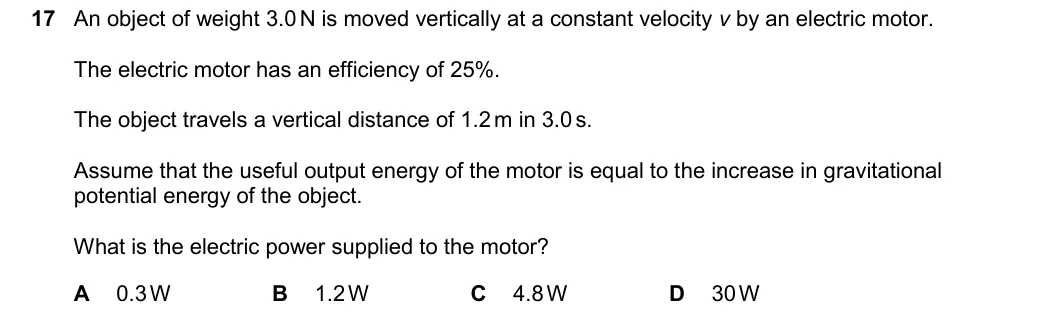 17 An object of weight 3.0 N is moved vertically at a constant velocity v by an electric motor.
The electric motor has an efficiency of 25%.
The object travels a vertical distance of 1.2 m in 3.0 s.
Assume that the useful output energy of the motor is equal to the increase in gravitational
potential energy of the object.
What is the electric power supplied to the motor?
A 0.3 W B 1.2 W C 4.8 W D 30 W